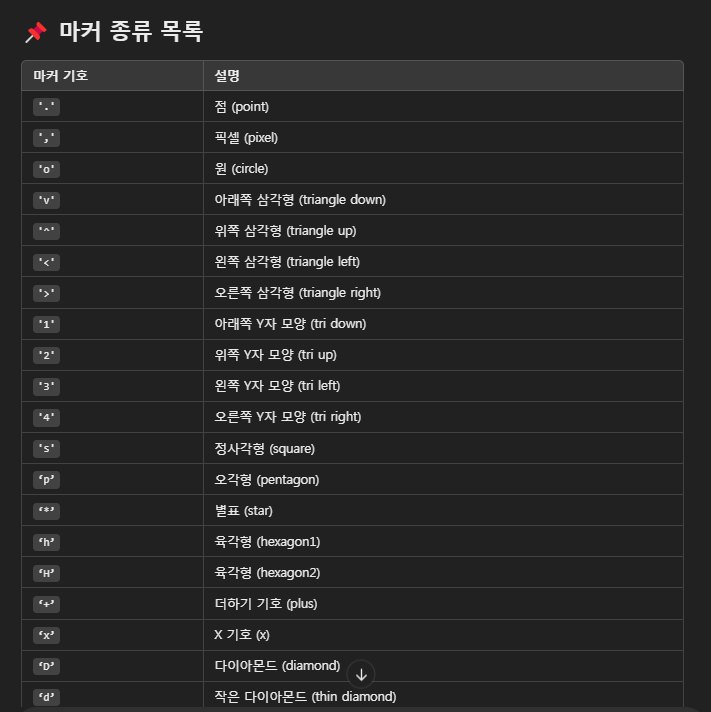 📌 마커 종류 목록
마커 기호 설명
'.' 점 (point)
',' 픽셀 (pixel)
'o' 원 (circle)
'v' 아래쪽 삼각형 (triangle down)
'^' 위쪽 삼각형 (triangle up)
'<' 왼쪽 삼각형 (triangle left)
'>' 오른쪽 삼각형 (triangle right)
'1' 아래쪽 Y자 모양 (tri down)
'2' 위쪽 Y자 모양 (tri up)
'3' 왼쪽 Y자 모양 (tri left)
'4' 오른쪽 Y자 모양 (tri right)
's' 정사각형 (square)
‘p’ 오각형 (pentagon)
‘*’ 별표 (star)
‘h’ 육각형 (hexagon1)
‘H’ 육각형 (hexagon2)
‘+’ 더하기 기호 (plus)
‘x’ X 기호 (x)
‘D’ 다이아몬드 (diamond)
‘d’ 작은 다이아몬드 (thin diamond)